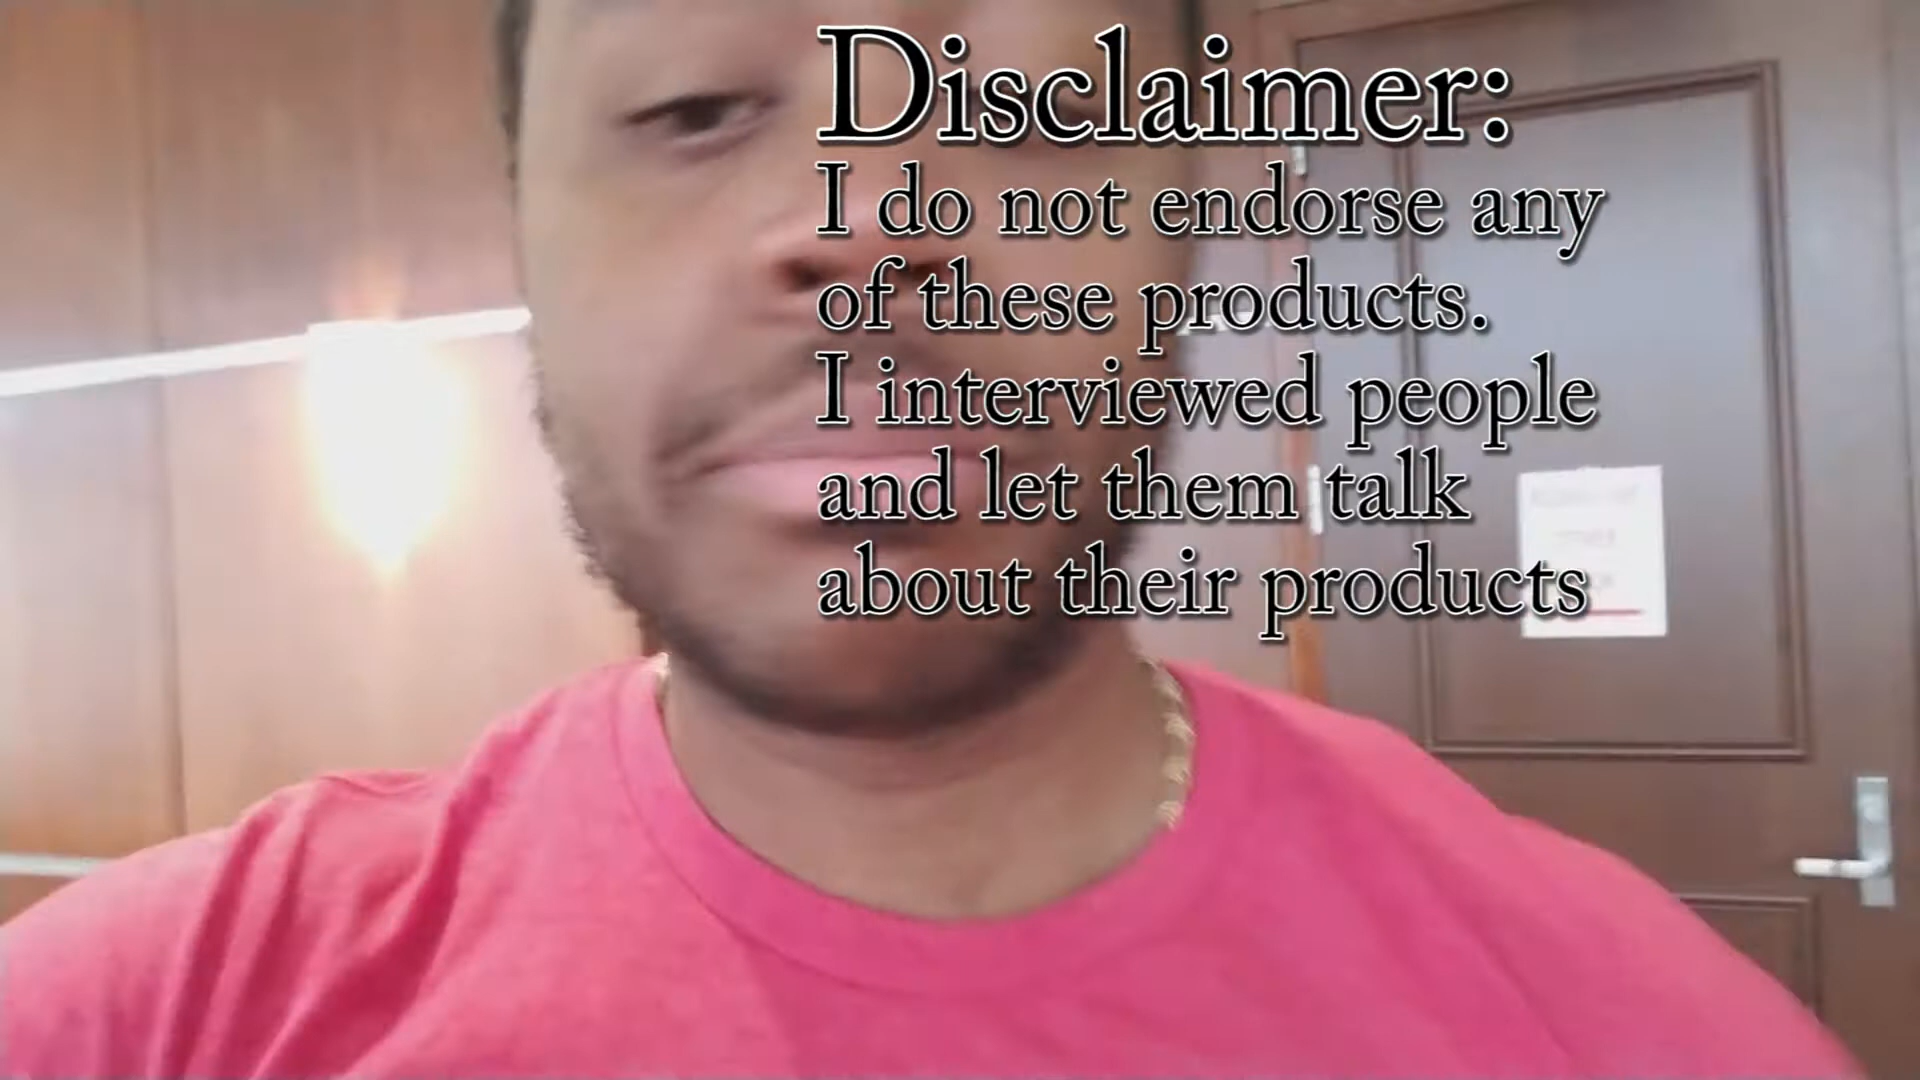 Disclaimer:
I do not endorse any
of these products.
I interviewed people
and let them talk
about their products